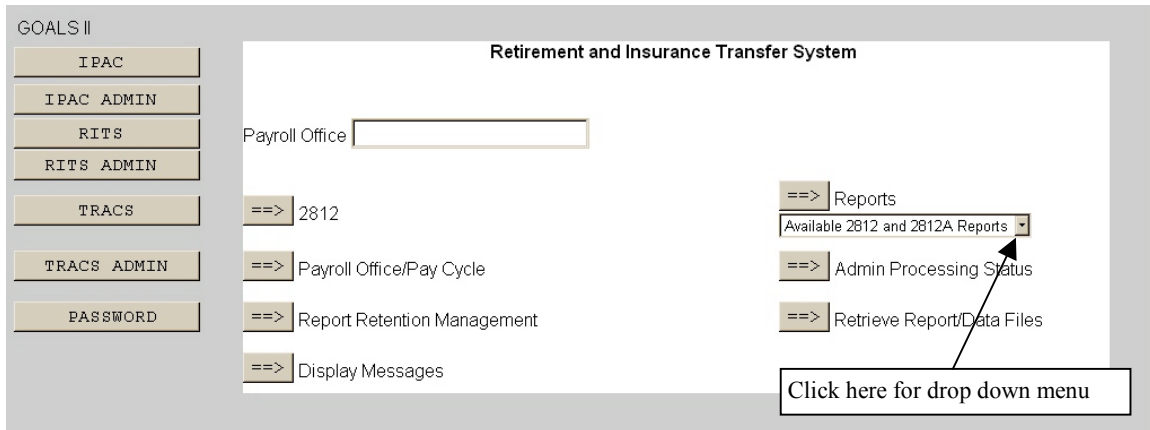 GOALS II
IPAC
IPAC ADMIN
RITS
RITS ADMIN
TRACS
TRACS ADMIN
PASSWORD
Retirement and Insurance Transfer System
Payroll Office
==> 2812
==> Reports
Available 2812 and 2812A Reports
==> Payroll Office/Pay Cycle
==> Admin Processing Status
==> Report Retention Management
==> Retrieve Report/Data Files
==> Display Messages
Click here for drop down menu